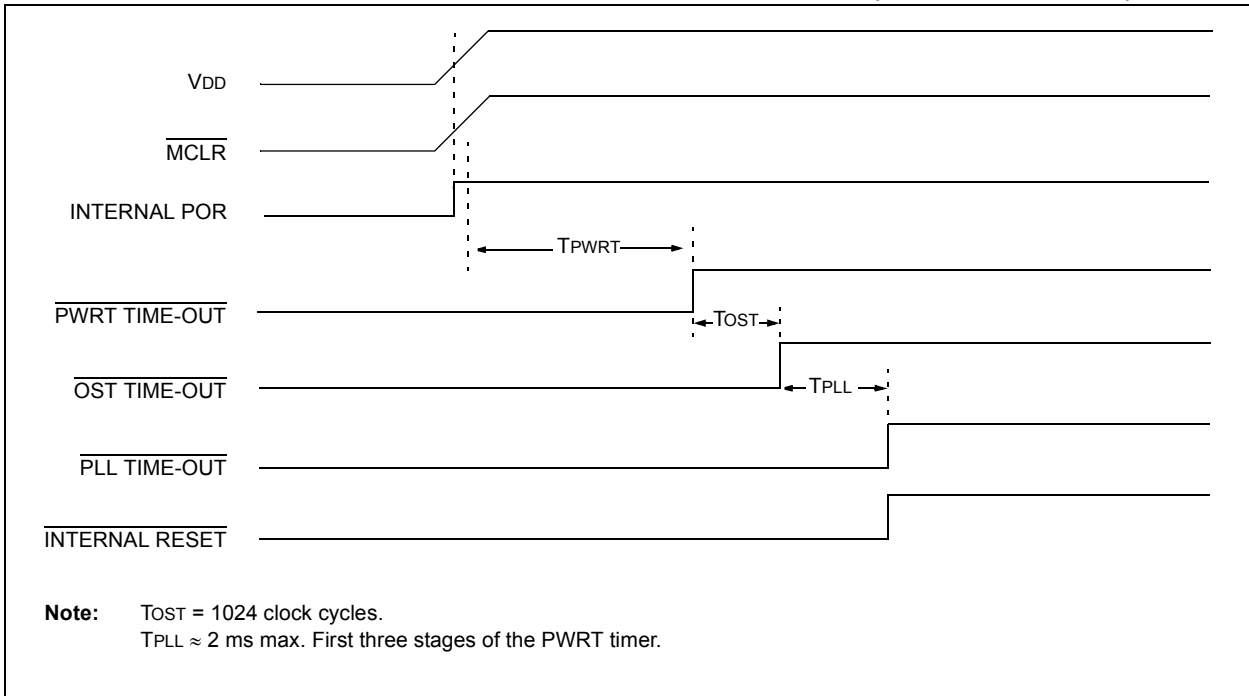 VDD
MCLR
INTERNAL POR
TPWRT
PWRT TIME-OUT
TOST
OST TIME-OUT
TPLL
PLL TIME-OUT
INTERNAL RESET
Note: TOST = 1024 clock cycles.
TPLL ≈ 2 ms max. First three stages of the PWRT timer.